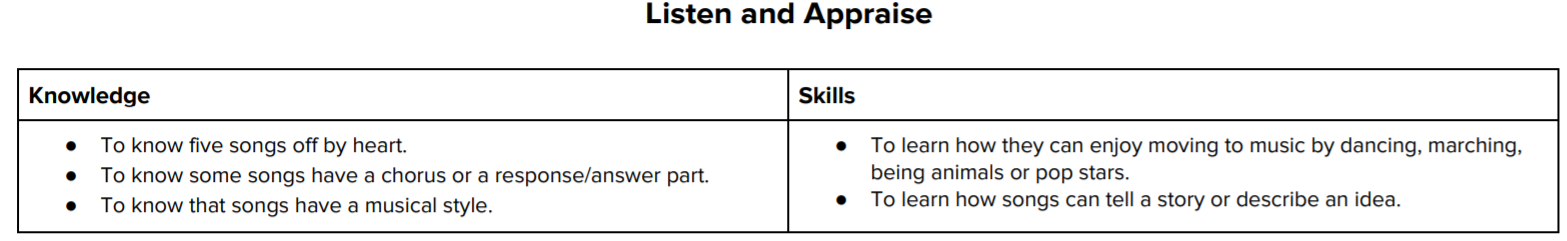 Listen and Appraise
Knowledge
Skills
● To know five songs off by heart.
● To know some songs have a chorus or a response/answer part.
● To know that songs have a musical style.
● To learn how they can enjoy moving to music by dancing, marching,
being animals or pop stars.
● To learn how songs can tell a story or describe an idea.